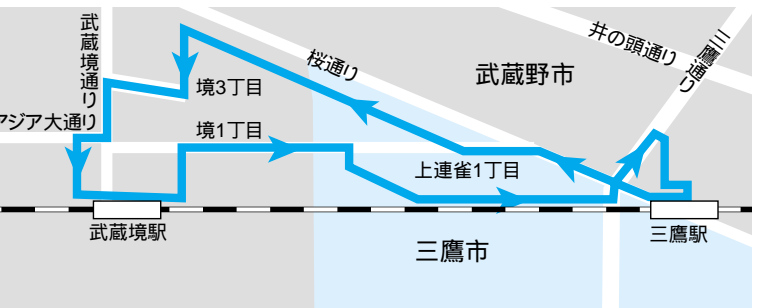 武蔵境通り
桜通り
井の頭通り
三鷹通り
武蔵野市
境3丁目
アジア大通り
境1丁目
上連雀1丁目
武蔵境駅
三鷹市
三鷹駅